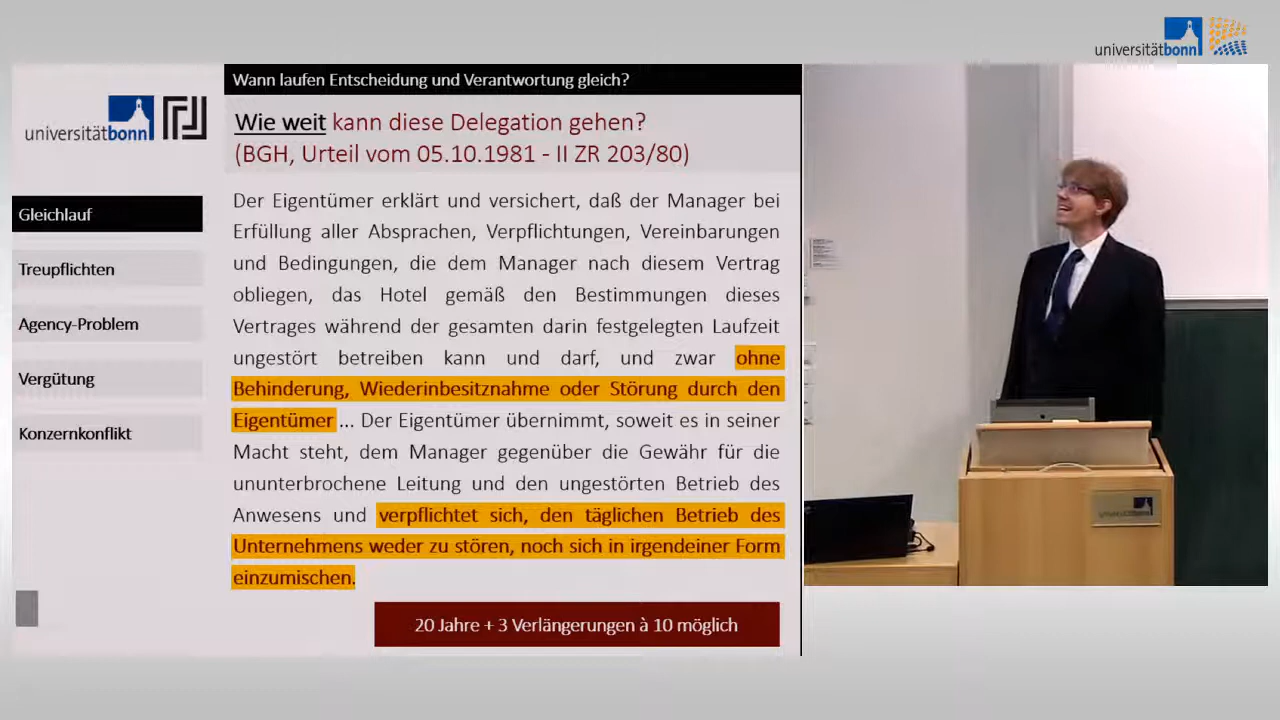 universitätbonn
Wann laufen Entscheidung und Verantwortung gleich?
universitätbonn
Wie weit kann diese Delegation gehen?
(BGH, Urteil vom 05.10.1981 - II ZR 203/80)
Gleichlauf
Treupflichten
Agency-Problem
Vergütung
Konzernkonflikt
Der Eigentümer erklärt und versichert, daß der Manager bei
Erfüllung aller Absprachen, Verpflichtungen, Vereinbarungen
und Bedingungen, die dem Manager nach diesem Vertrag
obliegen, das Hotel gemäß den Bestimmungen dieses
Vertrages während der gesamten darin festgelegten Laufzeit
ungestört betreiben kann und darf, und zwar ohne
Behinderung, Wiederinbesitznahme oder Störung durch den
Eigentümer ... Der Eigentümer übernimmt, soweit es in seiner
Macht steht, dem Manager gegenüber die Gewähr für die
ununterbrochene Leitung und den ungestörten Betrieb des
Anwesens und verpflichtet sich, den täglichen Betrieb des
Unternehmens weder zu stören, noch sich in irgendeiner Form
einzumischen.
20 Jahre + 3 Verlängerungen à 10 möglich